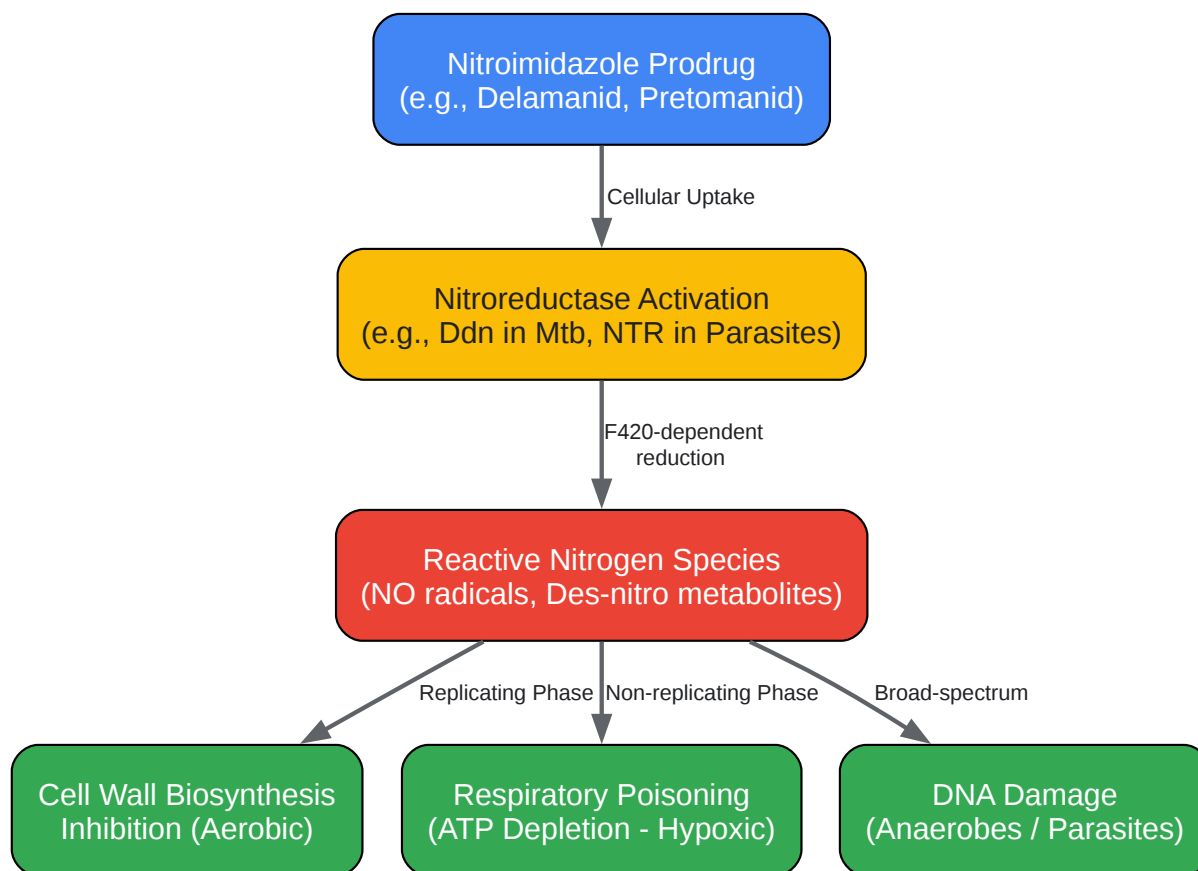 Nitroimidazole Prodrug
(e.g., Delamanid, Pretomanid)
Cellular Uptake
Nitroreductase Activation
(e.g., Ddn in Mtb, NTR in Parasites)
F420-dependent
reduction
Reactive Nitrogen Species
(NO radicals, Des-nitro metabolites)
Replicating Phase
Non-replicating Phase
Broad-spectrum
Cell Wall Biosynthesis
Inhibition (Aerobic)
Respiratory Poisoning
(ATP Depletion - Hypoxic)
DNA Damage
(Anaerobes / Parasites)